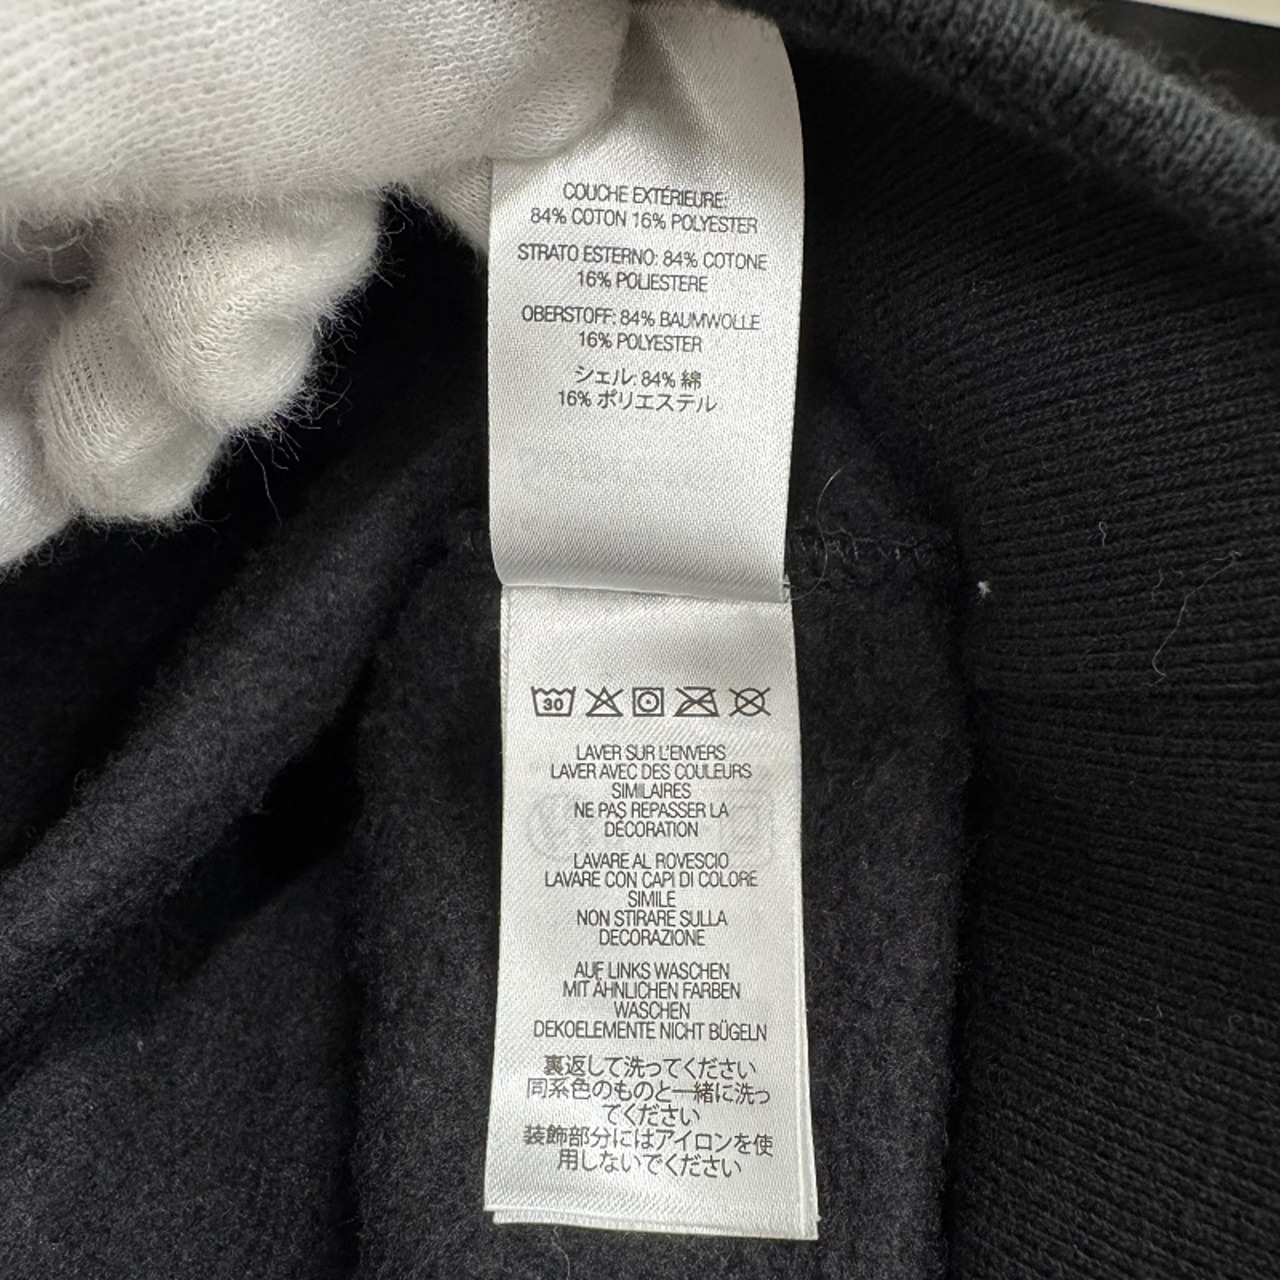 COUCHE EXTÉRIEURE:
84% COTON 16% POLYESTER
STRATO ESTERNO: 84% COTONE
16% POLIESTERE
OBERSTOFF: 84% BAUMWOLLE
16% POLYESTER
シェル: 84% 綿
16% ポリエステル
30
LAVER SUR L'ENVERS
LAVER AVEC DES COULEURS
SIMILAIRES
NE PAS REPASSER LA
DÉCORATION
LAVARE AL ROVESCIO
LAVARE CON CAPI DI COLORE
SIMILE
NON STIRARE SULLA
DECORAZIONE
AUF LINKS WASCHEN
MIT ÄHNLICHEN FARBEN
WASCHEN
DEKOELEMENTE NICHT BÜGELN
裏返して洗ってください
同系色のものと一緒に洗っ
てください
装飾部分にはアイロンを使
用しないでください